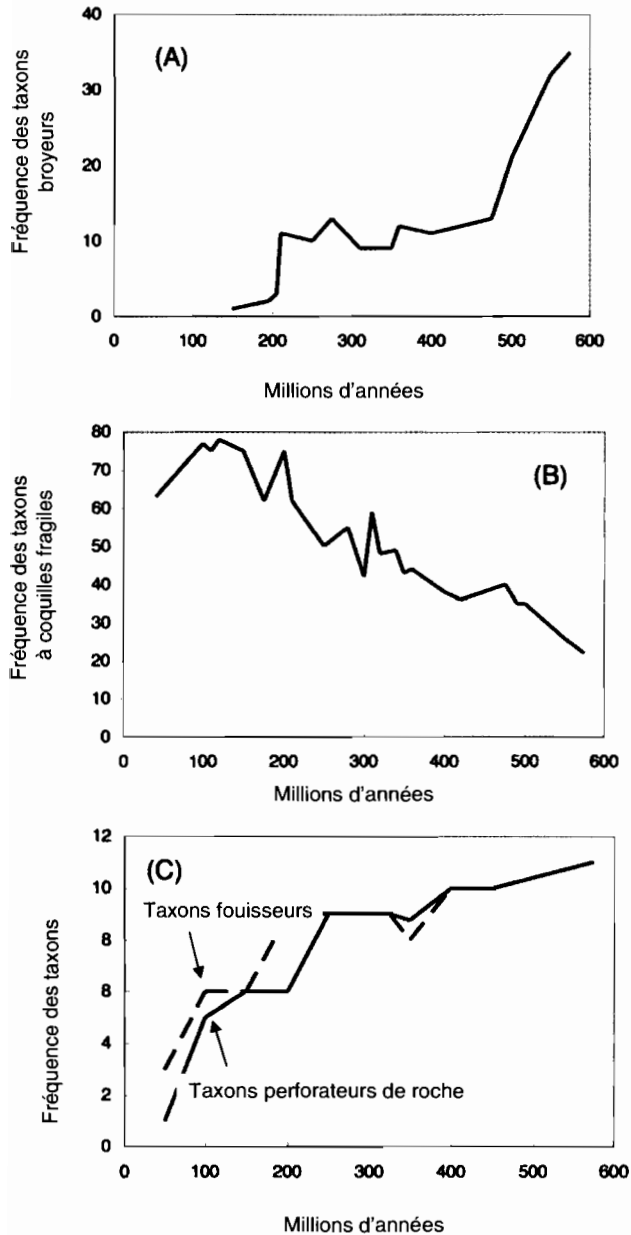 (A)
Fréquence des taxons
broyeurs
40
30
20
10
0
0 100 200 300 400 500 600
Millions d'années
(B)
Fréquence des taxons
à coquilles fragiles
80
70
60
50
40
30
20
10
0
0 100 200 300 400 500 600
Millions d'années
(C)
Fréquence des taxons
12
10
8
8
4
2
0
Taxons fouisseurs
Taxons perforateurs de roche
0 100 200 300 400 500 600
Millions d'années